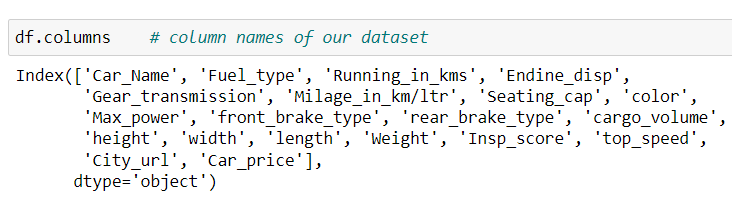 df.columns    # column names of our dataset
Index(['Car_Name', 'Fuel_type', 'Running_in_kms', 'Endine_disp',
'Gear_transmission', 'Milage_in_km/ltr', 'Seating_cap', 'color',
'Max_power', 'front_brake_type', 'rear_brake_type', 'cargo_volume',
'height', 'width', 'length', 'Weight', 'Insp_score', 'top_speed',
'City_url', 'Car_price'],
dtype='object')